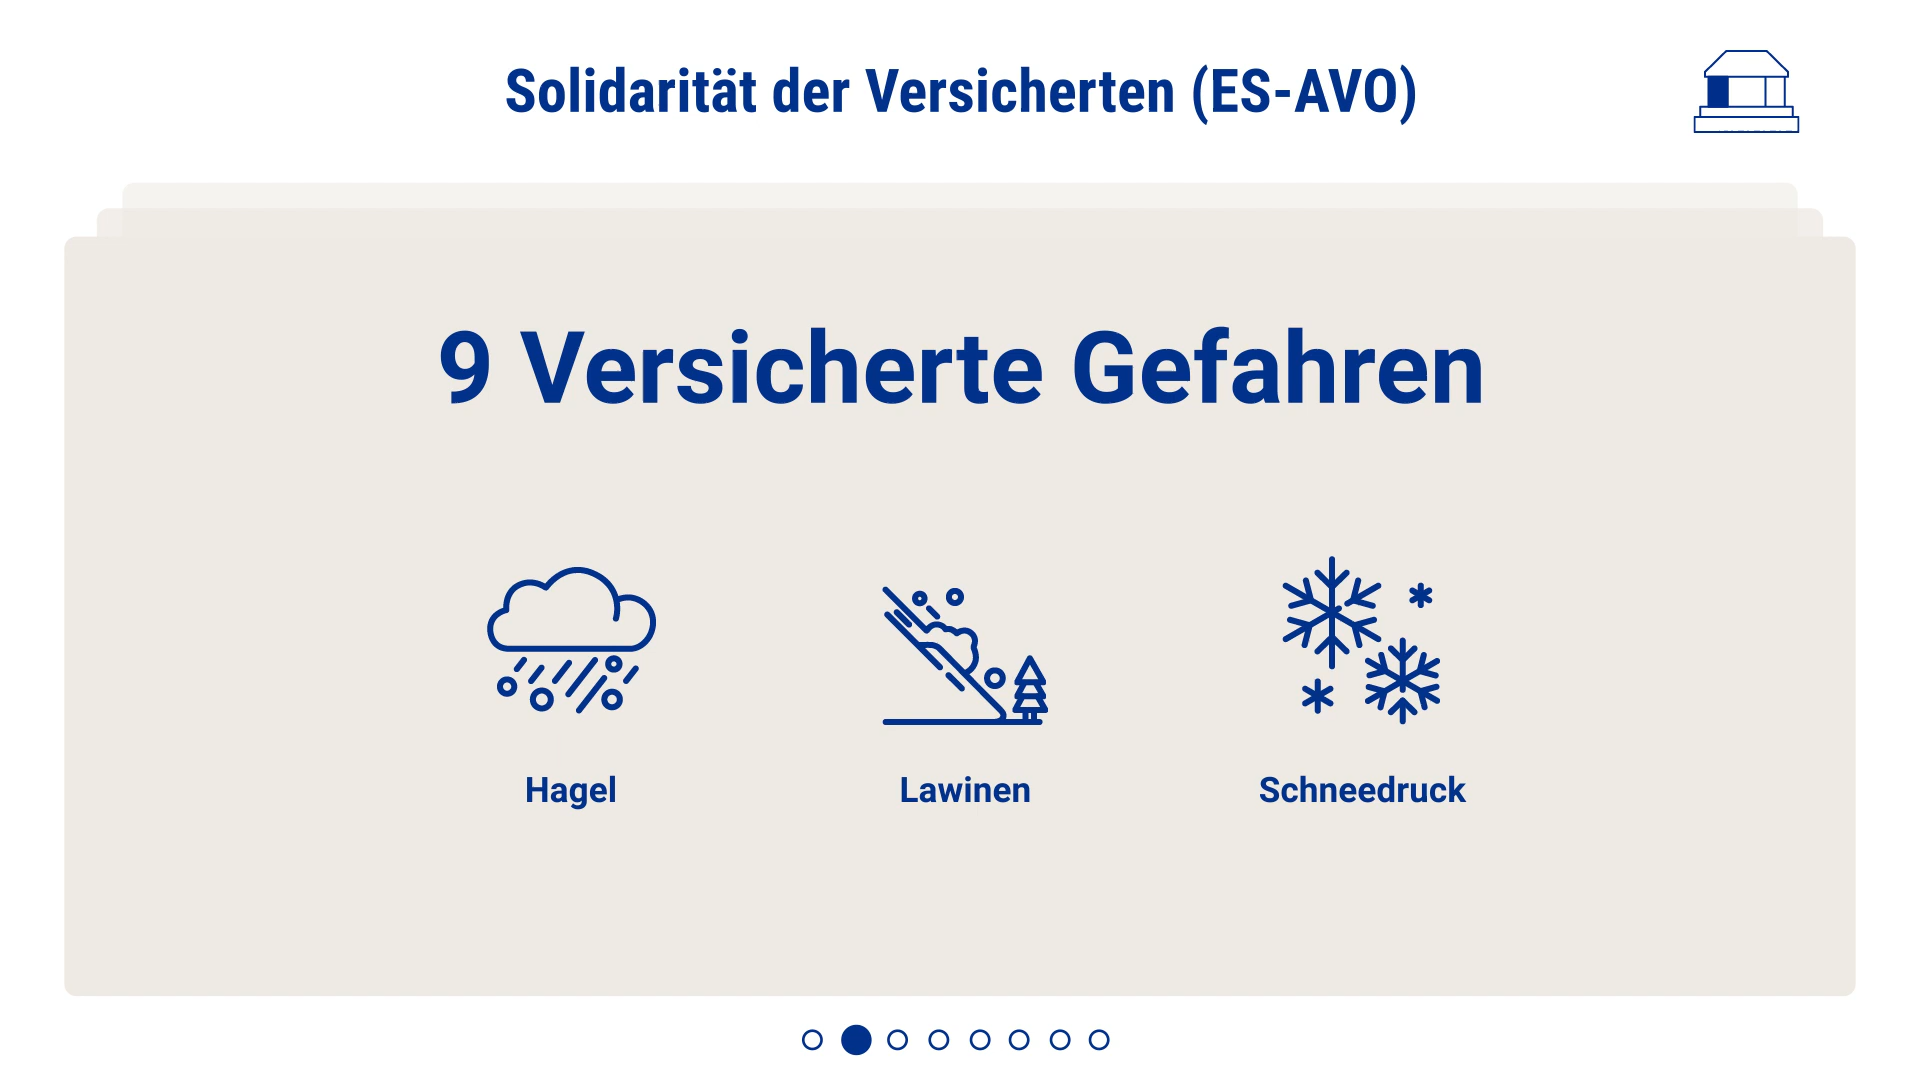 Solidarität der Versicherten (ES-AVO)
9 Versicherte Gefahren
Hagel
Lawinen
Schneedruck